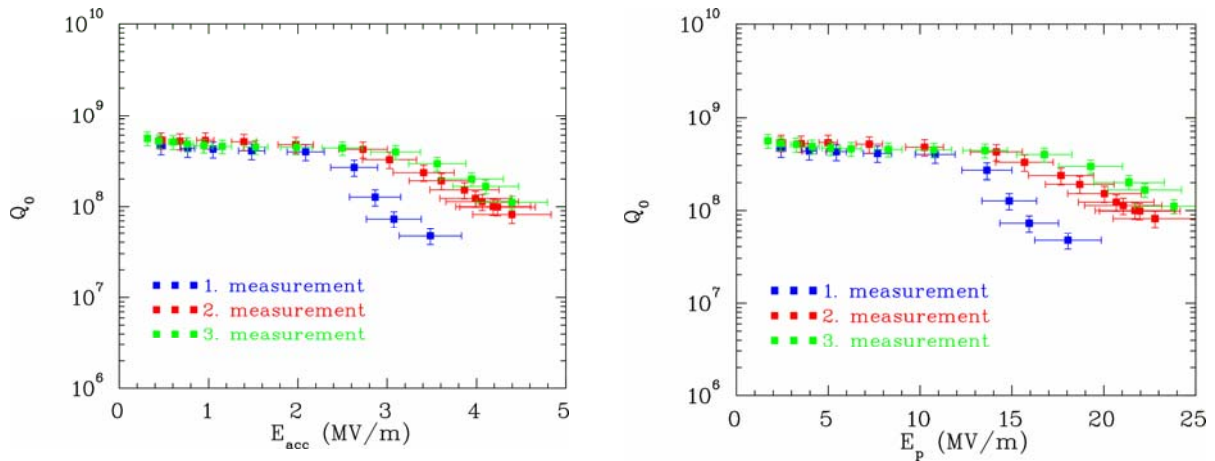 10^10
10^9
10^8
10^7
10^6
Q_0
1. measurement
2. measurement
3. measurement
0 1 2 3 4 5
E_acc (MV/m)
10^10
10^9
10^8
10^7
10^6
Q_0
1. measurement
2. measurement
3. measurement
0 5 10 15 20 25
E_p (MV/m)